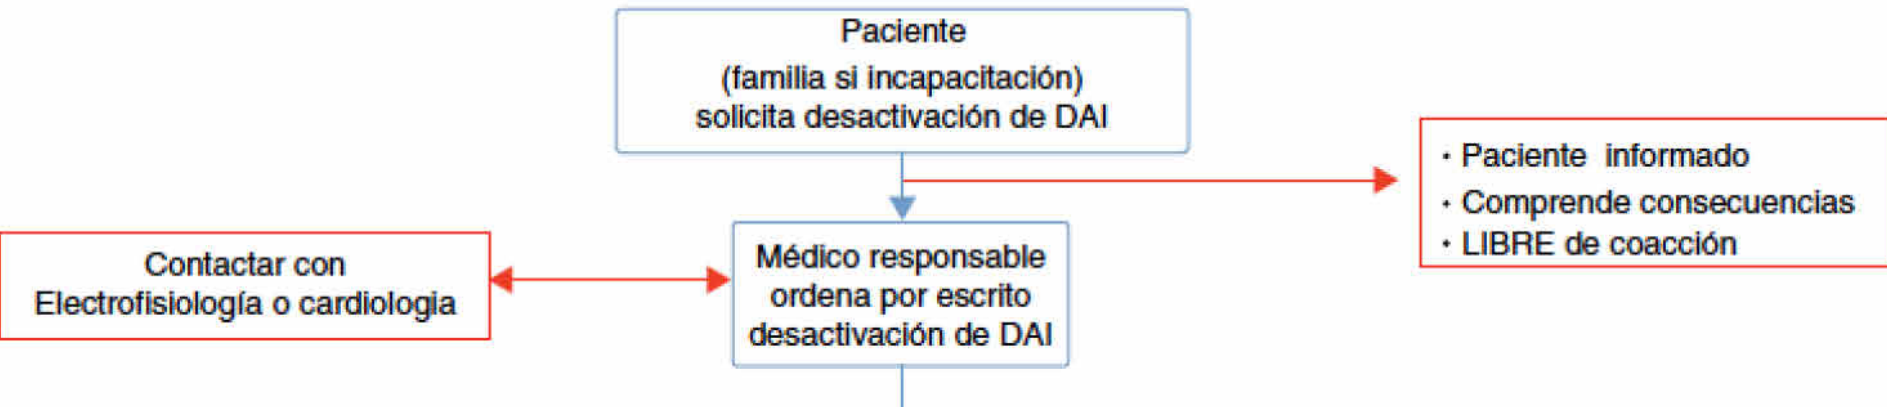 Paciente
(familia si incapacitación)
solicita desactivación de DAI
· Paciente informado
· Comprende consecuencias
· LIBRE de coacción
Contactar con
Electrofisiología o cardiologia
Médico responsable
ordena por escrito
desactivación de DAI